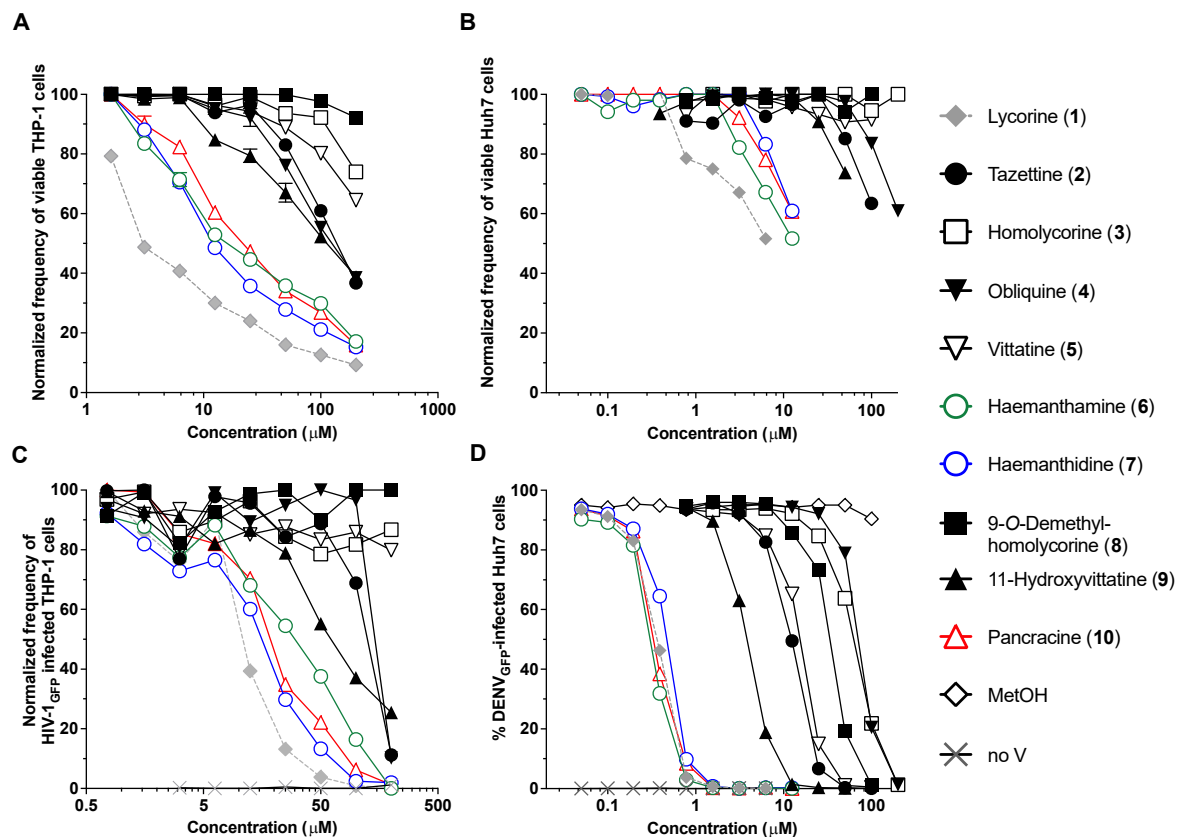 A
Normalized frequency of viable THP-1 cells
100
80
60
40
20
0
1
10
100
1000
Concentration (μM)
B
Normalized frequency of viable Huh7 cells
100
80
60
40
20
0
0.1
1
10
100
Concentration (μM)
C
Normalized frequency of
HIV-1GFP infected THP-1 cells
100
80
60
40
20
0
0.5
5
50
500
Concentration (μM)
D
% DENVGFP-infected Huh7 cells
100
80
60
40
20
0
0.1
1
10
100
Concentration (μM)
Lycorine (1)
Tazettine (2)
Homolycorine (3)
Obliquine (4)
Vittatine (5)
Haemanthamine (6)
Haemanthidine (7)
9-O-Demethyl-
homolycorine (8)
11-Hydroxyvittatine (9)
Pancracine (10)
MetOH
no V